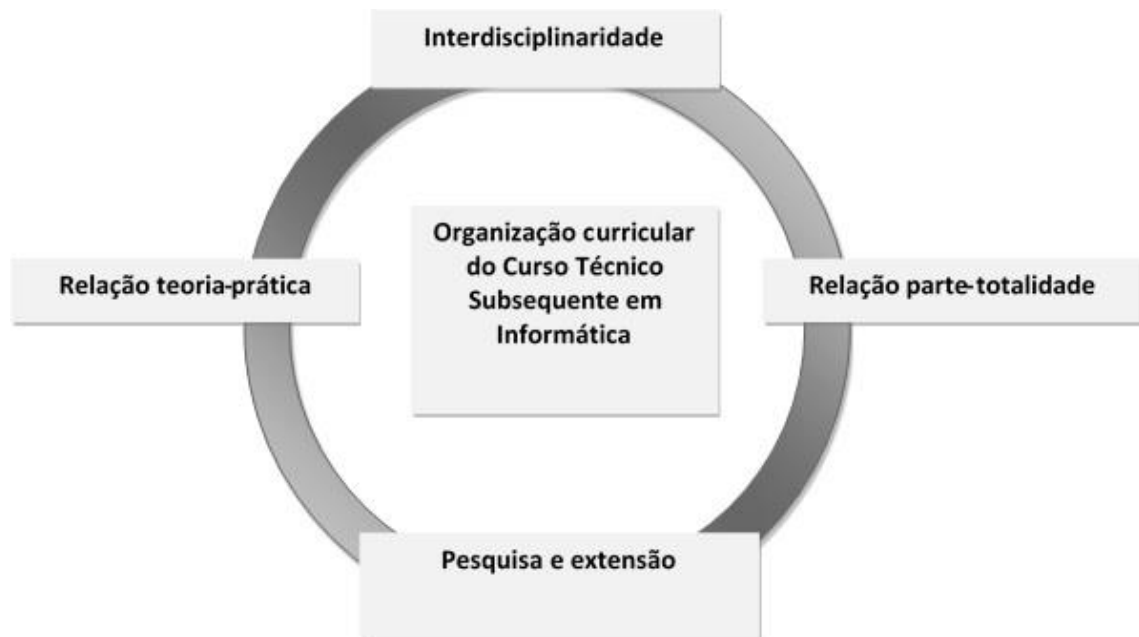 Interdisciplinaridade
Organização curricular
do Curso Técnico
Subsequente em
Informática
Relação teoria-prática
Relação parte-totalidade
Pesquisa e extensão